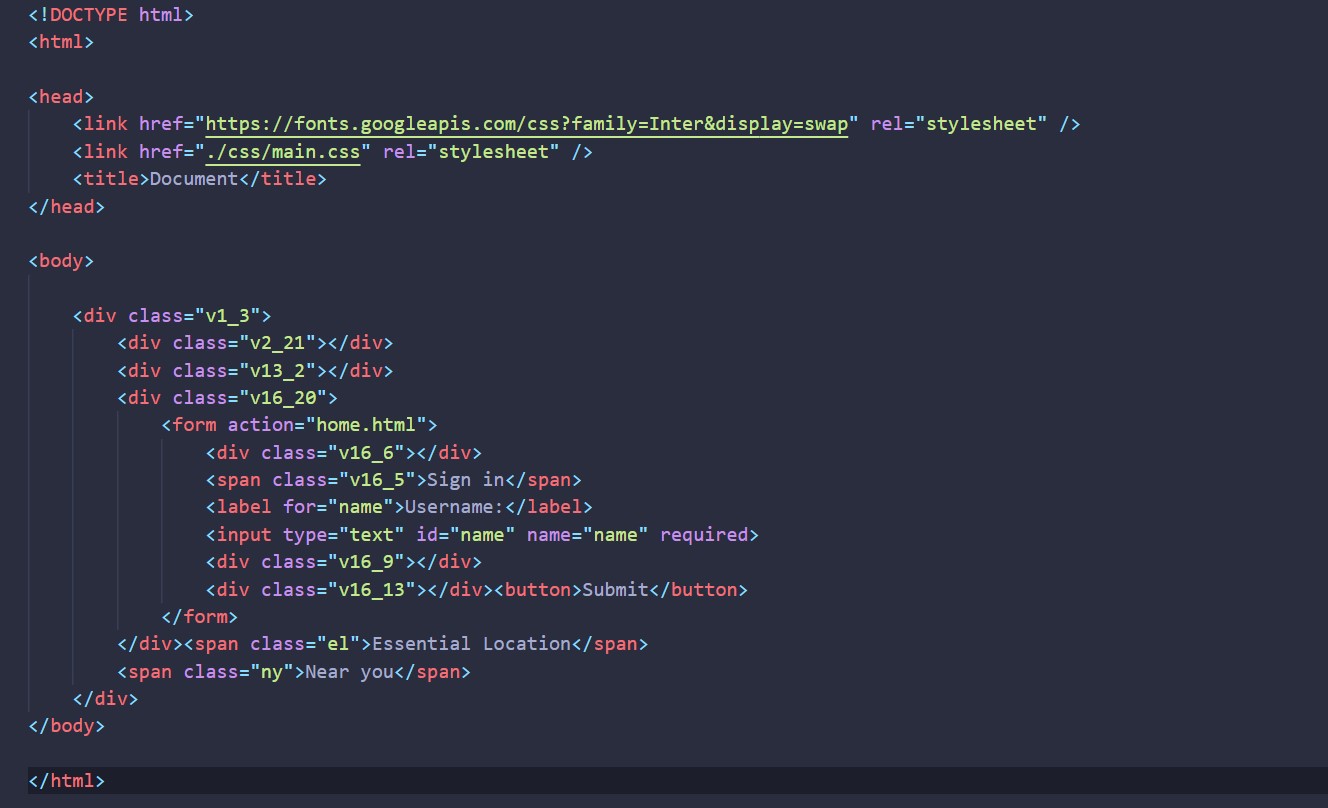 <!DOCTYPE html>
<html>
<head>
<link href="https://fonts.googleapis.com/css?family=Inter&display=swap" rel="stylesheet" />
<link href="./css/main.css" rel="stylesheet" />
<title>Document</title>
</head>
<body>
<div class="v1_3">
<div class="v2_21"></div>
<div class="v13_2"></div>
<div class="v16_20">
<form action="home.html">
<div class="v16_6"></div>
<span class="v16_5">Sign in</span>
<label for="name">Username:</label>
<input type="text" id="name" name="name" required>
<div class="v16_9"></div>
<div class="v16_13"></div><button>Submit</button>
</form>
</div><span class="el">Essential Location</span>
<span class="ny">Near you</span>
</div>
</body>
</html>